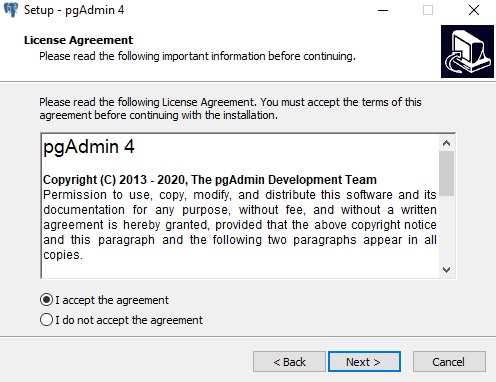 Setup - pgAdmin 4
License Agreement
Please read the following important information before continuing.
Please read the following License Agreement. You must accept the terms of this
agreement before continuing with the installation.
pgAdmin 4
Copyright (C) 2013 - 2020, The pgAdmin Development Team
Permission to use, copy, modify, and distribute this software and its
documentation for any purpose, without fee, and without a written
agreement is hereby granted, provided that the above copyright notice
and this paragraph and the following two paragraphs appear in all
copies.
I accept the agreement
I do not accept the agreement
< Back
Next >
Cancel